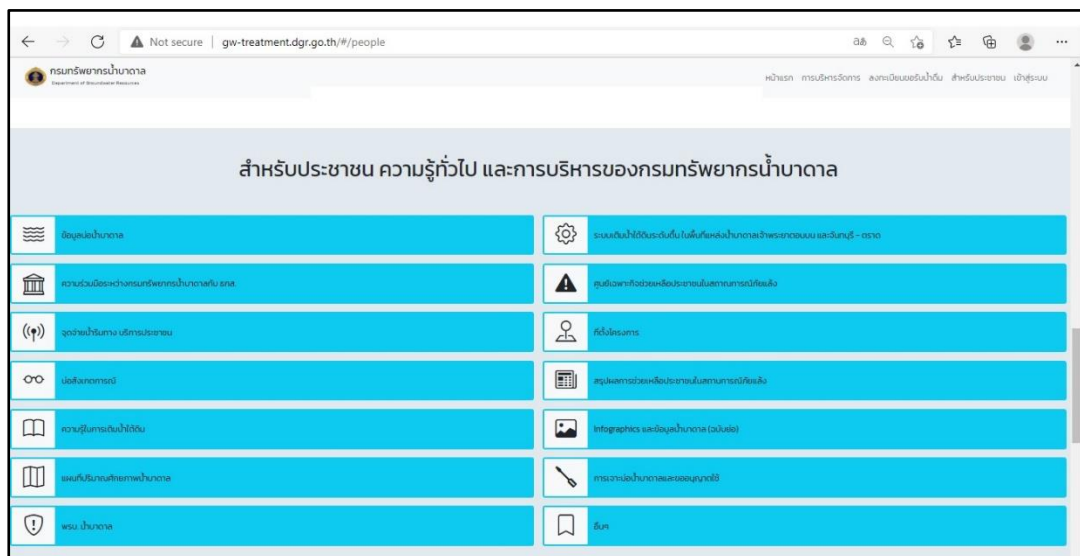 Not secure | gw-treatment.dgr.go.th/#/people
กรมทรัพยากรน้ำบาดาล
Department of Groundwater Resources
หน้าแรก การบริหารจัดการ ลงทะเบียนขอรับน้ำดื่ม สำหรับประชาชน เข้าสู่ระบบ
สำหรับประชาชน ความรู้ทั่วไป และการบริหารของกรมทรัพยากรน้ำบาดาล
ข้อมูลบ่อน้ำบาดาล
ระบบเติมน้ำใต้ดินระดับตื้น ในพื้นที่แหล่งน้ำบาดาลเจ้าพระยาตอนบน และจันทบุรี - ตราด
ความร่วมมือระหว่างกรมทรัพยากรน้ำบาดาลกับ ธกส.
ศูนย์เฉพาะกิจช่วยเหลือประชาชนในสถานการณ์ภัยแล้ง
จุดจ่ายน้ำริมทาง บริการประชาชน
ที่ตั้งโครงการ
บ่อสังเกตการณ์
สรุปผลการช่วยเหลือประชาชนในสถานการณ์ภัยแล้ง
ความรู้ในการเติมน้ำใต้ดิน
Infographics และข้อมูลน้ำบาดาล (ฉบับย่อ)
แผนที่ปริมาณศักยภาพน้ำบาดาล
การเจาะบ่อน้ำบาดาลและขออนุญาตใช้
พรบ. น้ำบาดาล
อื่นๆ